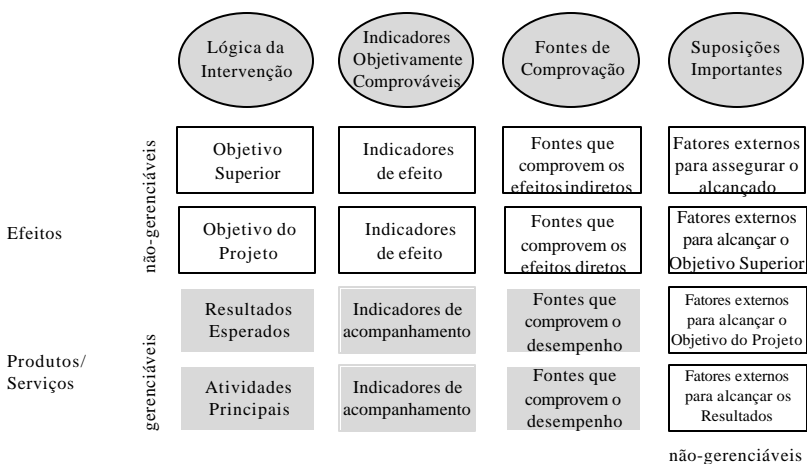 Lógica da
Intervenção
Indicadores
Objetivamente
Comprováveis
Fontes de
Comprovação
Suposições
Importantes
Efeitos
não-gerenciáveis
Objetivo
Superior
Indicadores
de efeito
Fontes que
comprovem os
efeitos indiretos
Fatores externos
para assegurar o
alcançado
Objetivo do
Projeto
Indicadores
de efeito
Fontes que
comprovem os
efeitos diretos
Fatores externos
para alcançar o
Objetivo Superior
Produtos/
Serviços
gerenciáveis
Resultados
Esperados
Indicadores de
acompanhamento
Fontes que
comprovem o
desempenho
Fatores externos
para alcançar o
Objetivo do Projeto
Atividades
Principais
Indicadores de
acompanhamento
Fontes que
comprovem o
desempenho
Fatores externos
para alcançar os
Resultados
não-gerenciáveis